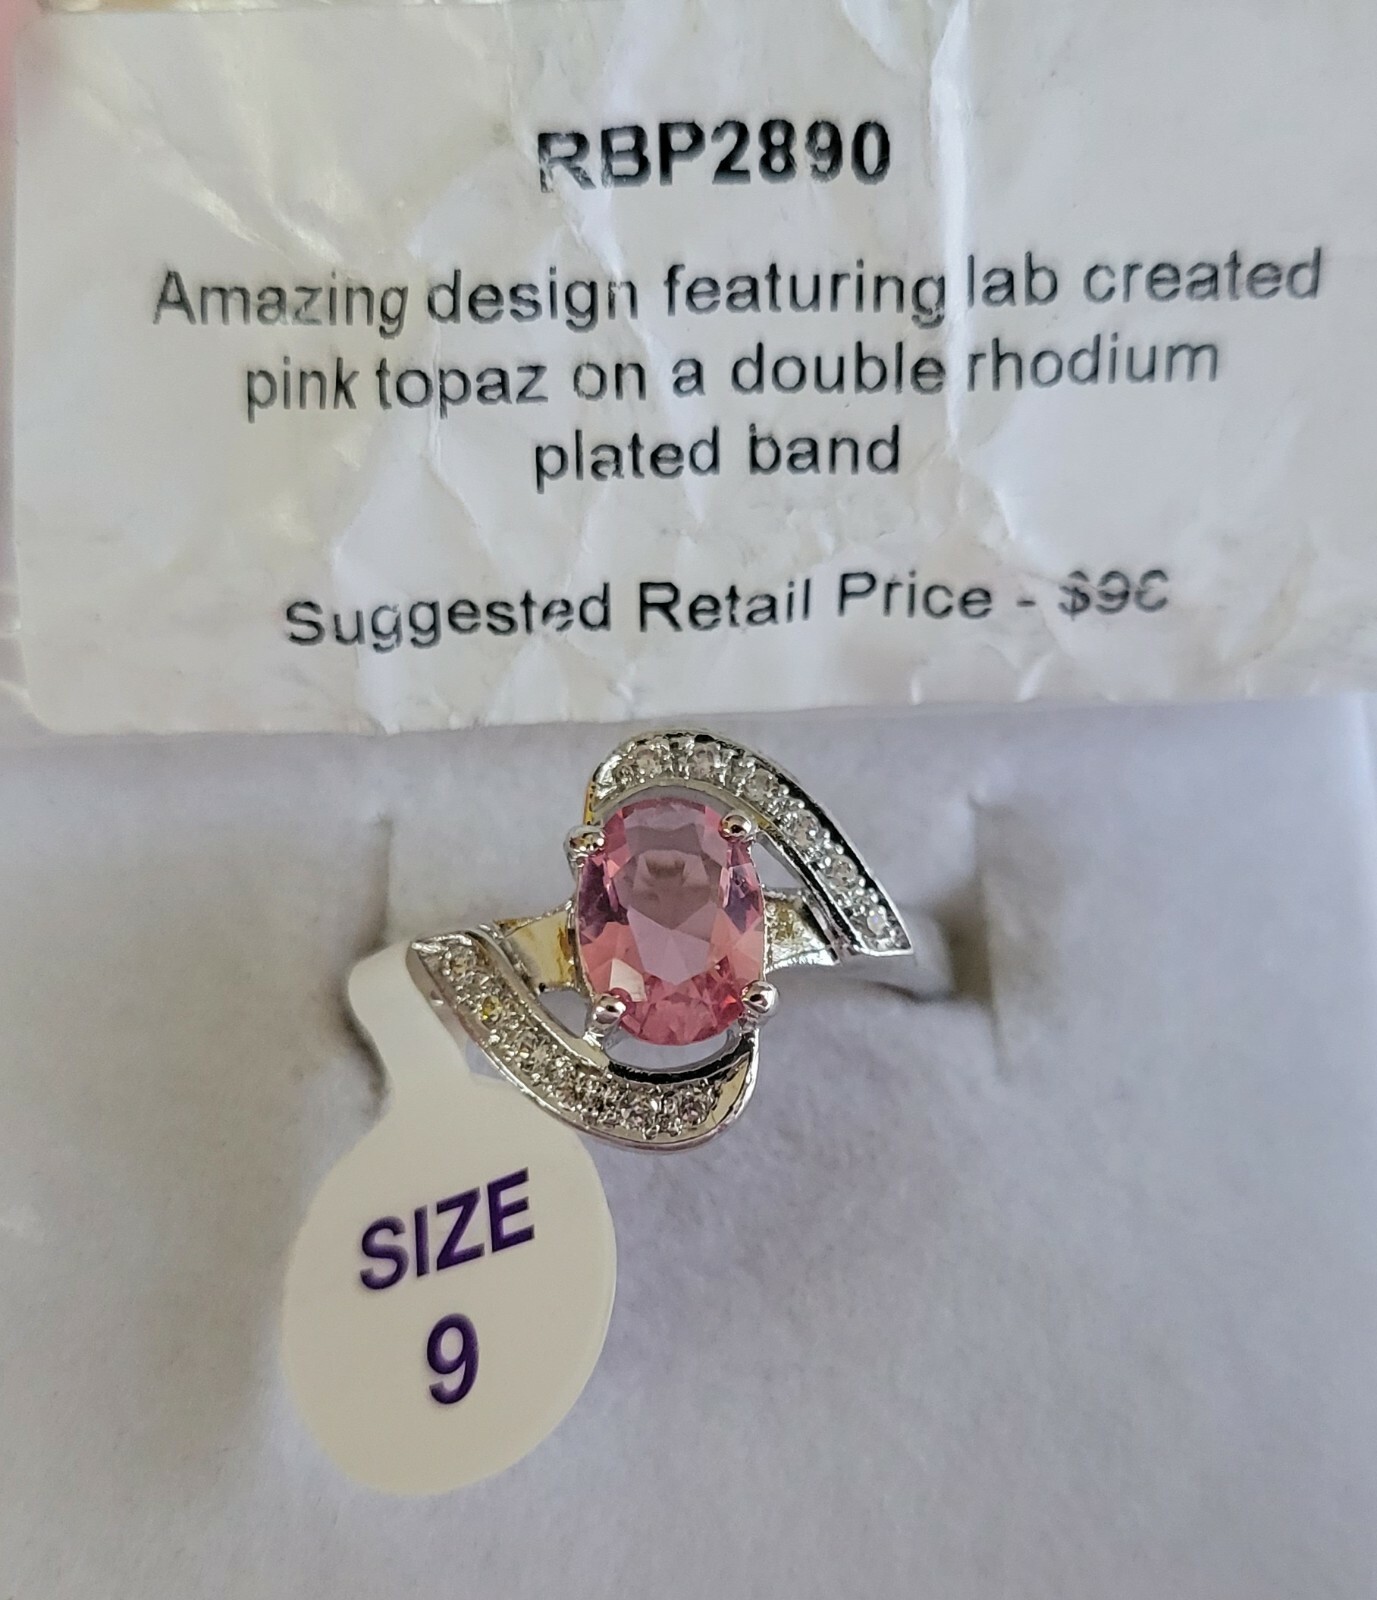 RBP2890
Amazing design featuring lab created
pink topaz on a double rhodium
plated band
Suggested Retail Price -
SIZE
9